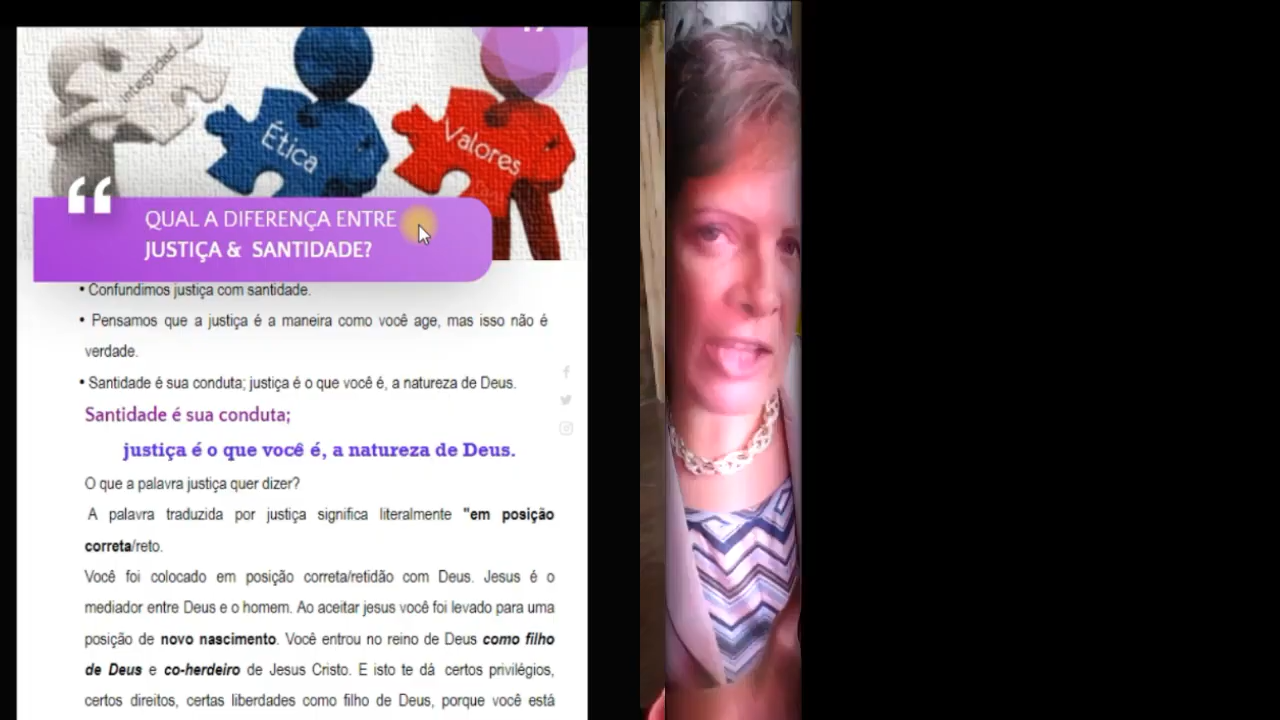 Integridad
Ética
Valores
“
QUAL A DIFERENÇA ENTRE
JUSTIÇA & SANTIDADE?
• Confundimos justiça com santidade.
• Pensamos que a justiça é a maneira como você age, mas isso não é
verdade.
• Santidade é sua conduta; justiça é o que você é, a natureza de Deus.
Santidade é sua conduta;
justiça é o que você é, a natureza de Deus.
O que a palavra justiça quer dizer?
A palavra traduzida por justiça significa literalmente "em posição
correta/reto.
Você foi colocado em posição correta/retidão com Deus. Jesus é o
mediador entre Deus e o homem. Ao aceitar jesus você foi levado para uma
posição de novo nascimento. Você entrou no reino de Deus como filho
de Deus e co-herdeiro de Jesus Cristo. E isto te dá certos privilégios,
certos direitos, certas liberdades como filho de Deus, porque você está